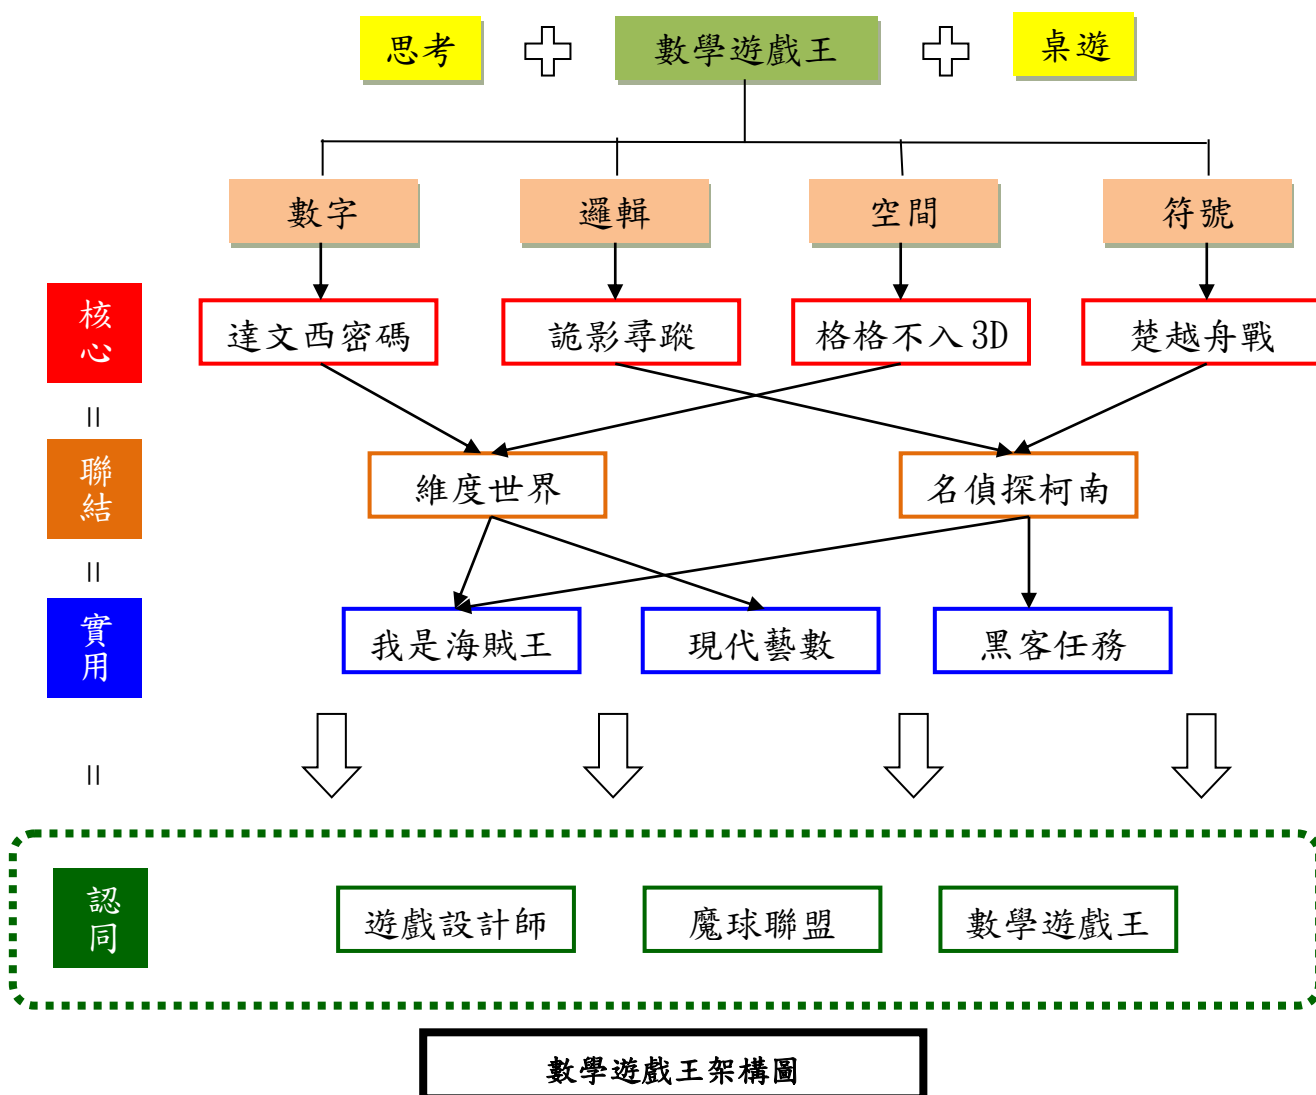 思考
數學遊戲王
桌遊
數字
邏輯
空間
符號
核心
達文西密碼
詭影尋蹤
格格不入3D
楚越舟戰
=
聯結
維度世界
名偵探柯南
=
實用
我是海賊王
現代藝數
黑客任務
=
認同
遊戲設計師
魔球聯盟
數學遊戲王
數學遊戲王架構圖